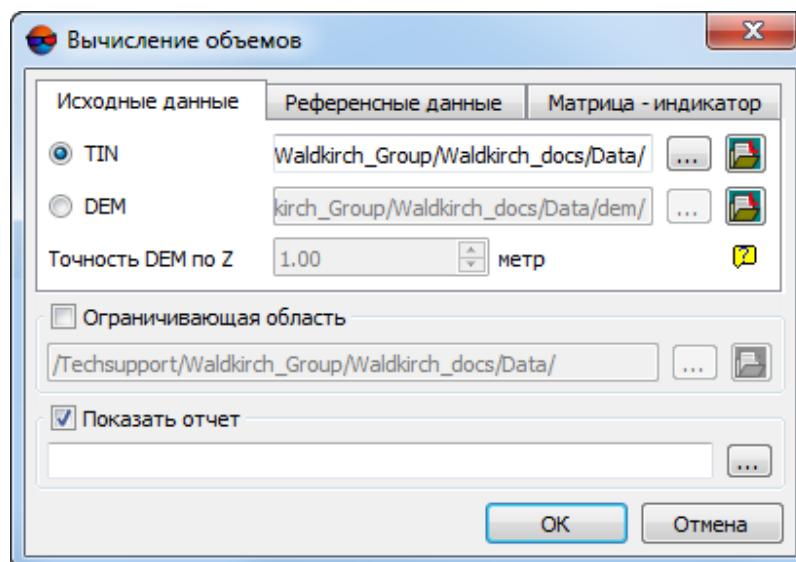 Вычисление объемов
Исходные данные Референсные данные Матрица - индикатор
TIN Waldkirch_Group/Waldkirch_docs/Data/ ...
DEM kirch_Group/Waldkirch_docs/Data/dem/ ...
Точность DEM по Z 1.00 метр ?
Ограничивающая область
/Techsupport/Waldkirch_Group/Waldkirch_docs/Data/ ...
Показать отчет
...
OK Отмена